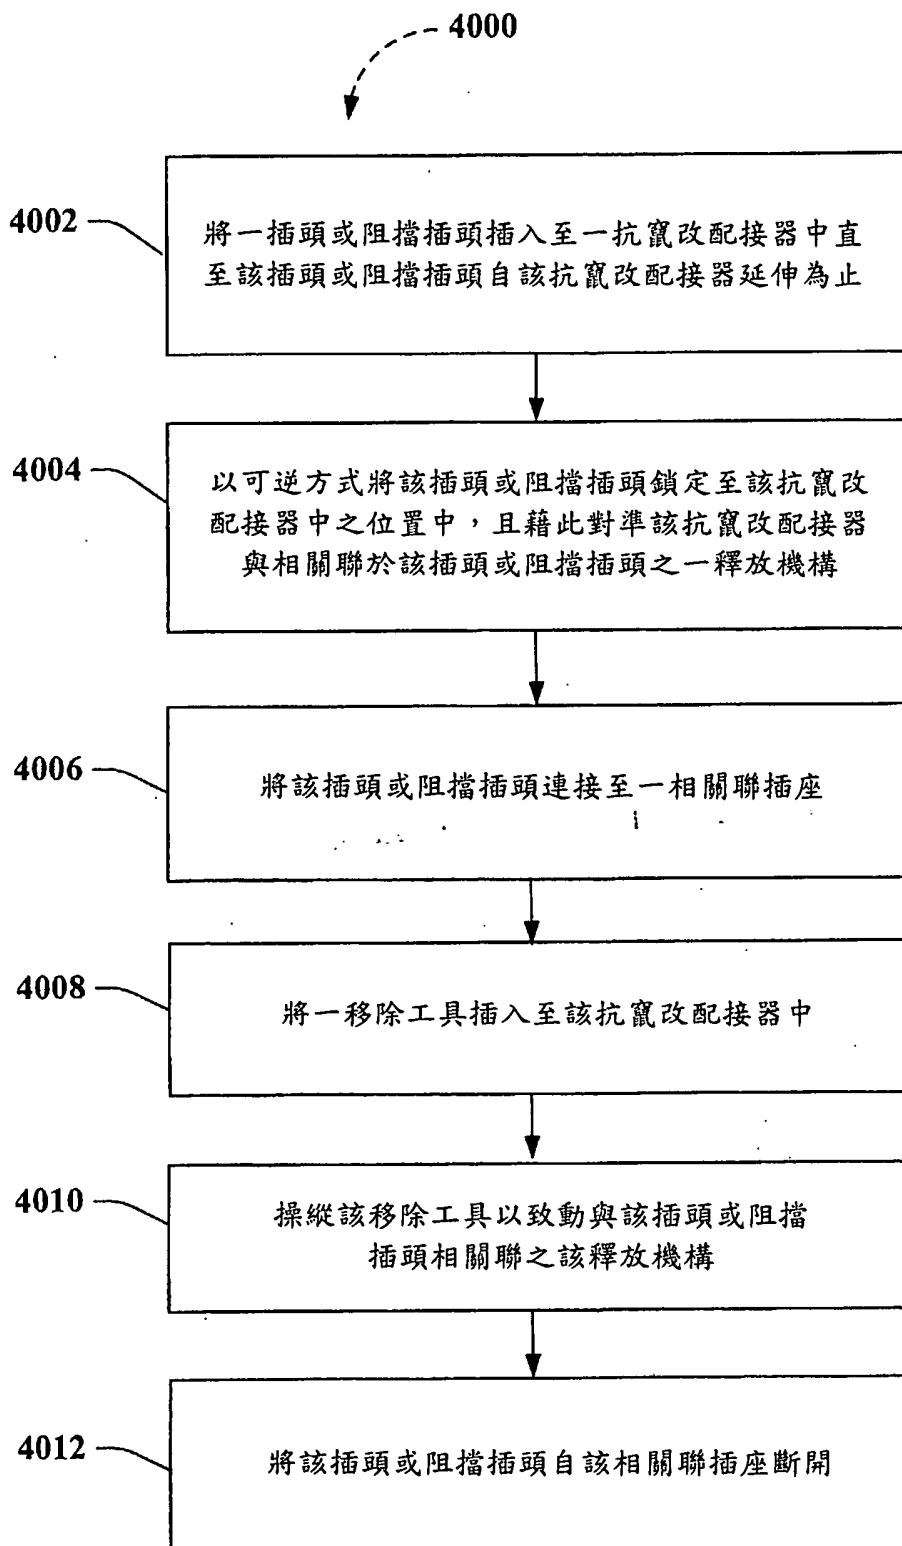 4000
4002
將一插頭或阻擋插頭插入至一抗竄改配接器中直
至該插頭或阻擋插頭自該抗竄改配接器延伸為止
4004
以可逆方式將該插頭或阻擋插頭鎖定至該抗竄改
配接器中之位置中，且藉此對準該抗竄改配接器
與相關聯於該插頭或阻擋插頭之一釋放機構
4006
將該插頭或阻擋插頭連接至一相關聯插座
4008
將一移除工具插入至該抗竄改配接器中
4010
操縱該移除工具以致動與該插頭或阻擋
插頭相關聯之該釋放機構
4012
將該插頭或阻擋插頭自該相關聯插座斷開